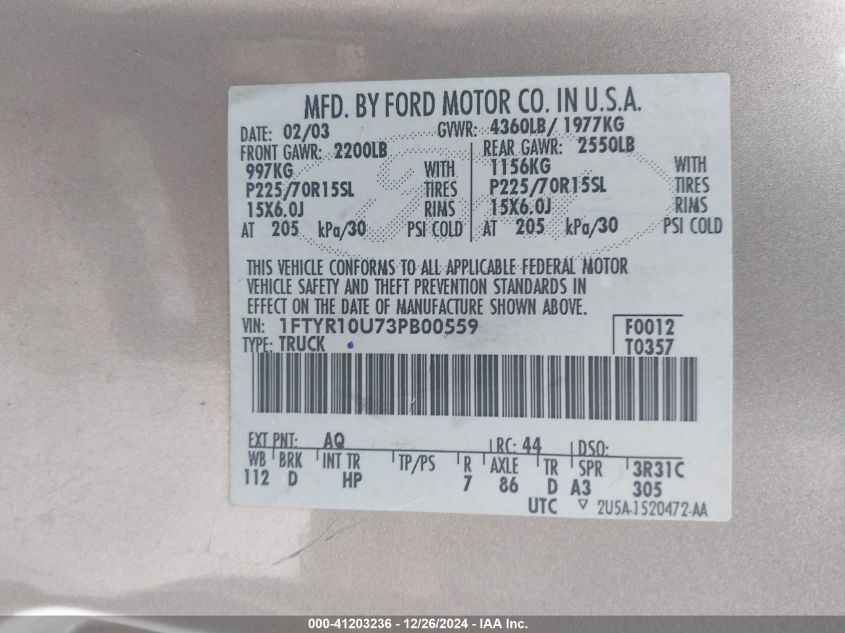 MFD. BY FORD MOTOR CO. IN U.S.A.
DATE: 02/03 GVWR: 4360LB/ 1977KG
FRONT GAWR: 2200LB REAR GAWR: 2550LB
997KG WITH 1156KG WITH
P225/70R15SL TIRES P225/70R15SL TIRES
15X6.0J RIMS 15X6.0J RIMS
AT 205 kPa/30 PSI COLD AT 205 kPa/30 PSI COLD
THIS VEHICLE CONFORMS TO ALL APPLICABLE FEDERAL MOTOR
VEHICLE SAFETY AND THEFT PREVENTION STANDARDS IN
EFFECT ON THE DATE OF MANUFACTURE SHOWN ABOVE.
VIN: 1FTYR10U73PB00559 F0012
TYPE: TRUCK T0357
EXT PNT: AQ RC: 44 DSO:
WB BRK INT TR TP/PS R AXLE TR SPR 3R31C
112 D HP 7 86 D A3 305
UTC ▽ 2U5A-1520472-AA
000-41203236 - 12/26/2024 - IAA Inc.